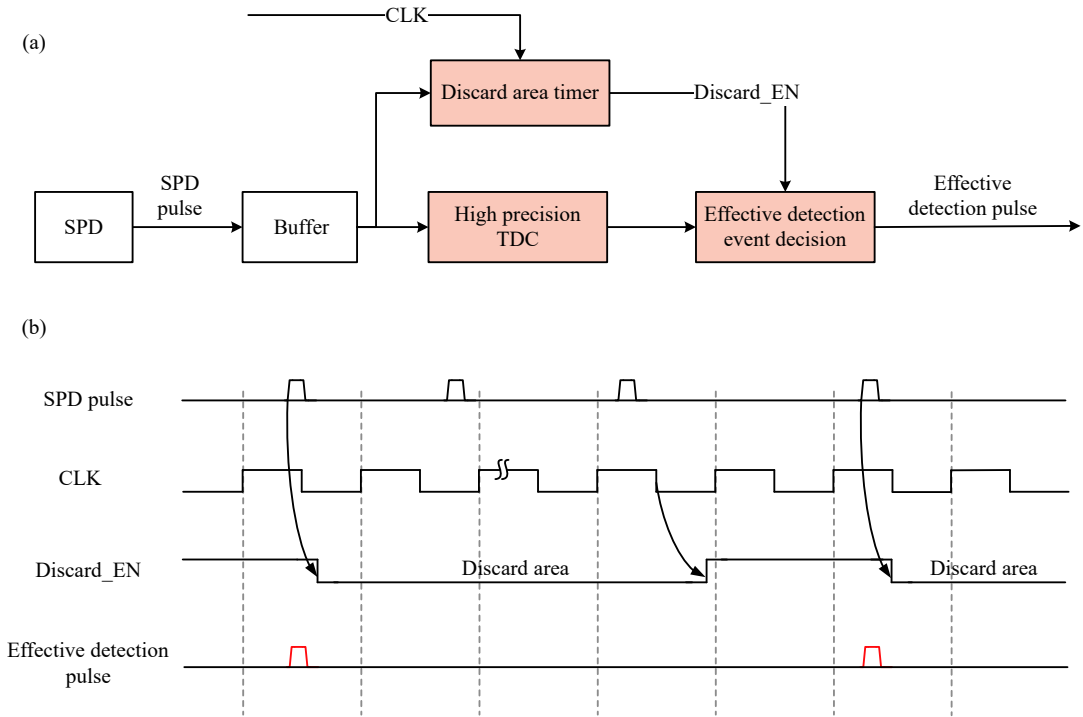 (a)
CLK
Discard area timer
Discard_EN
SPD
SPD
pulse
Buffer
High precision
TDC
Effective detection
event decision
Effective
detection pulse
(b)
SPD pulse
CLK
Discard_EN
Discard area
Discard area
Effective detection
pulse